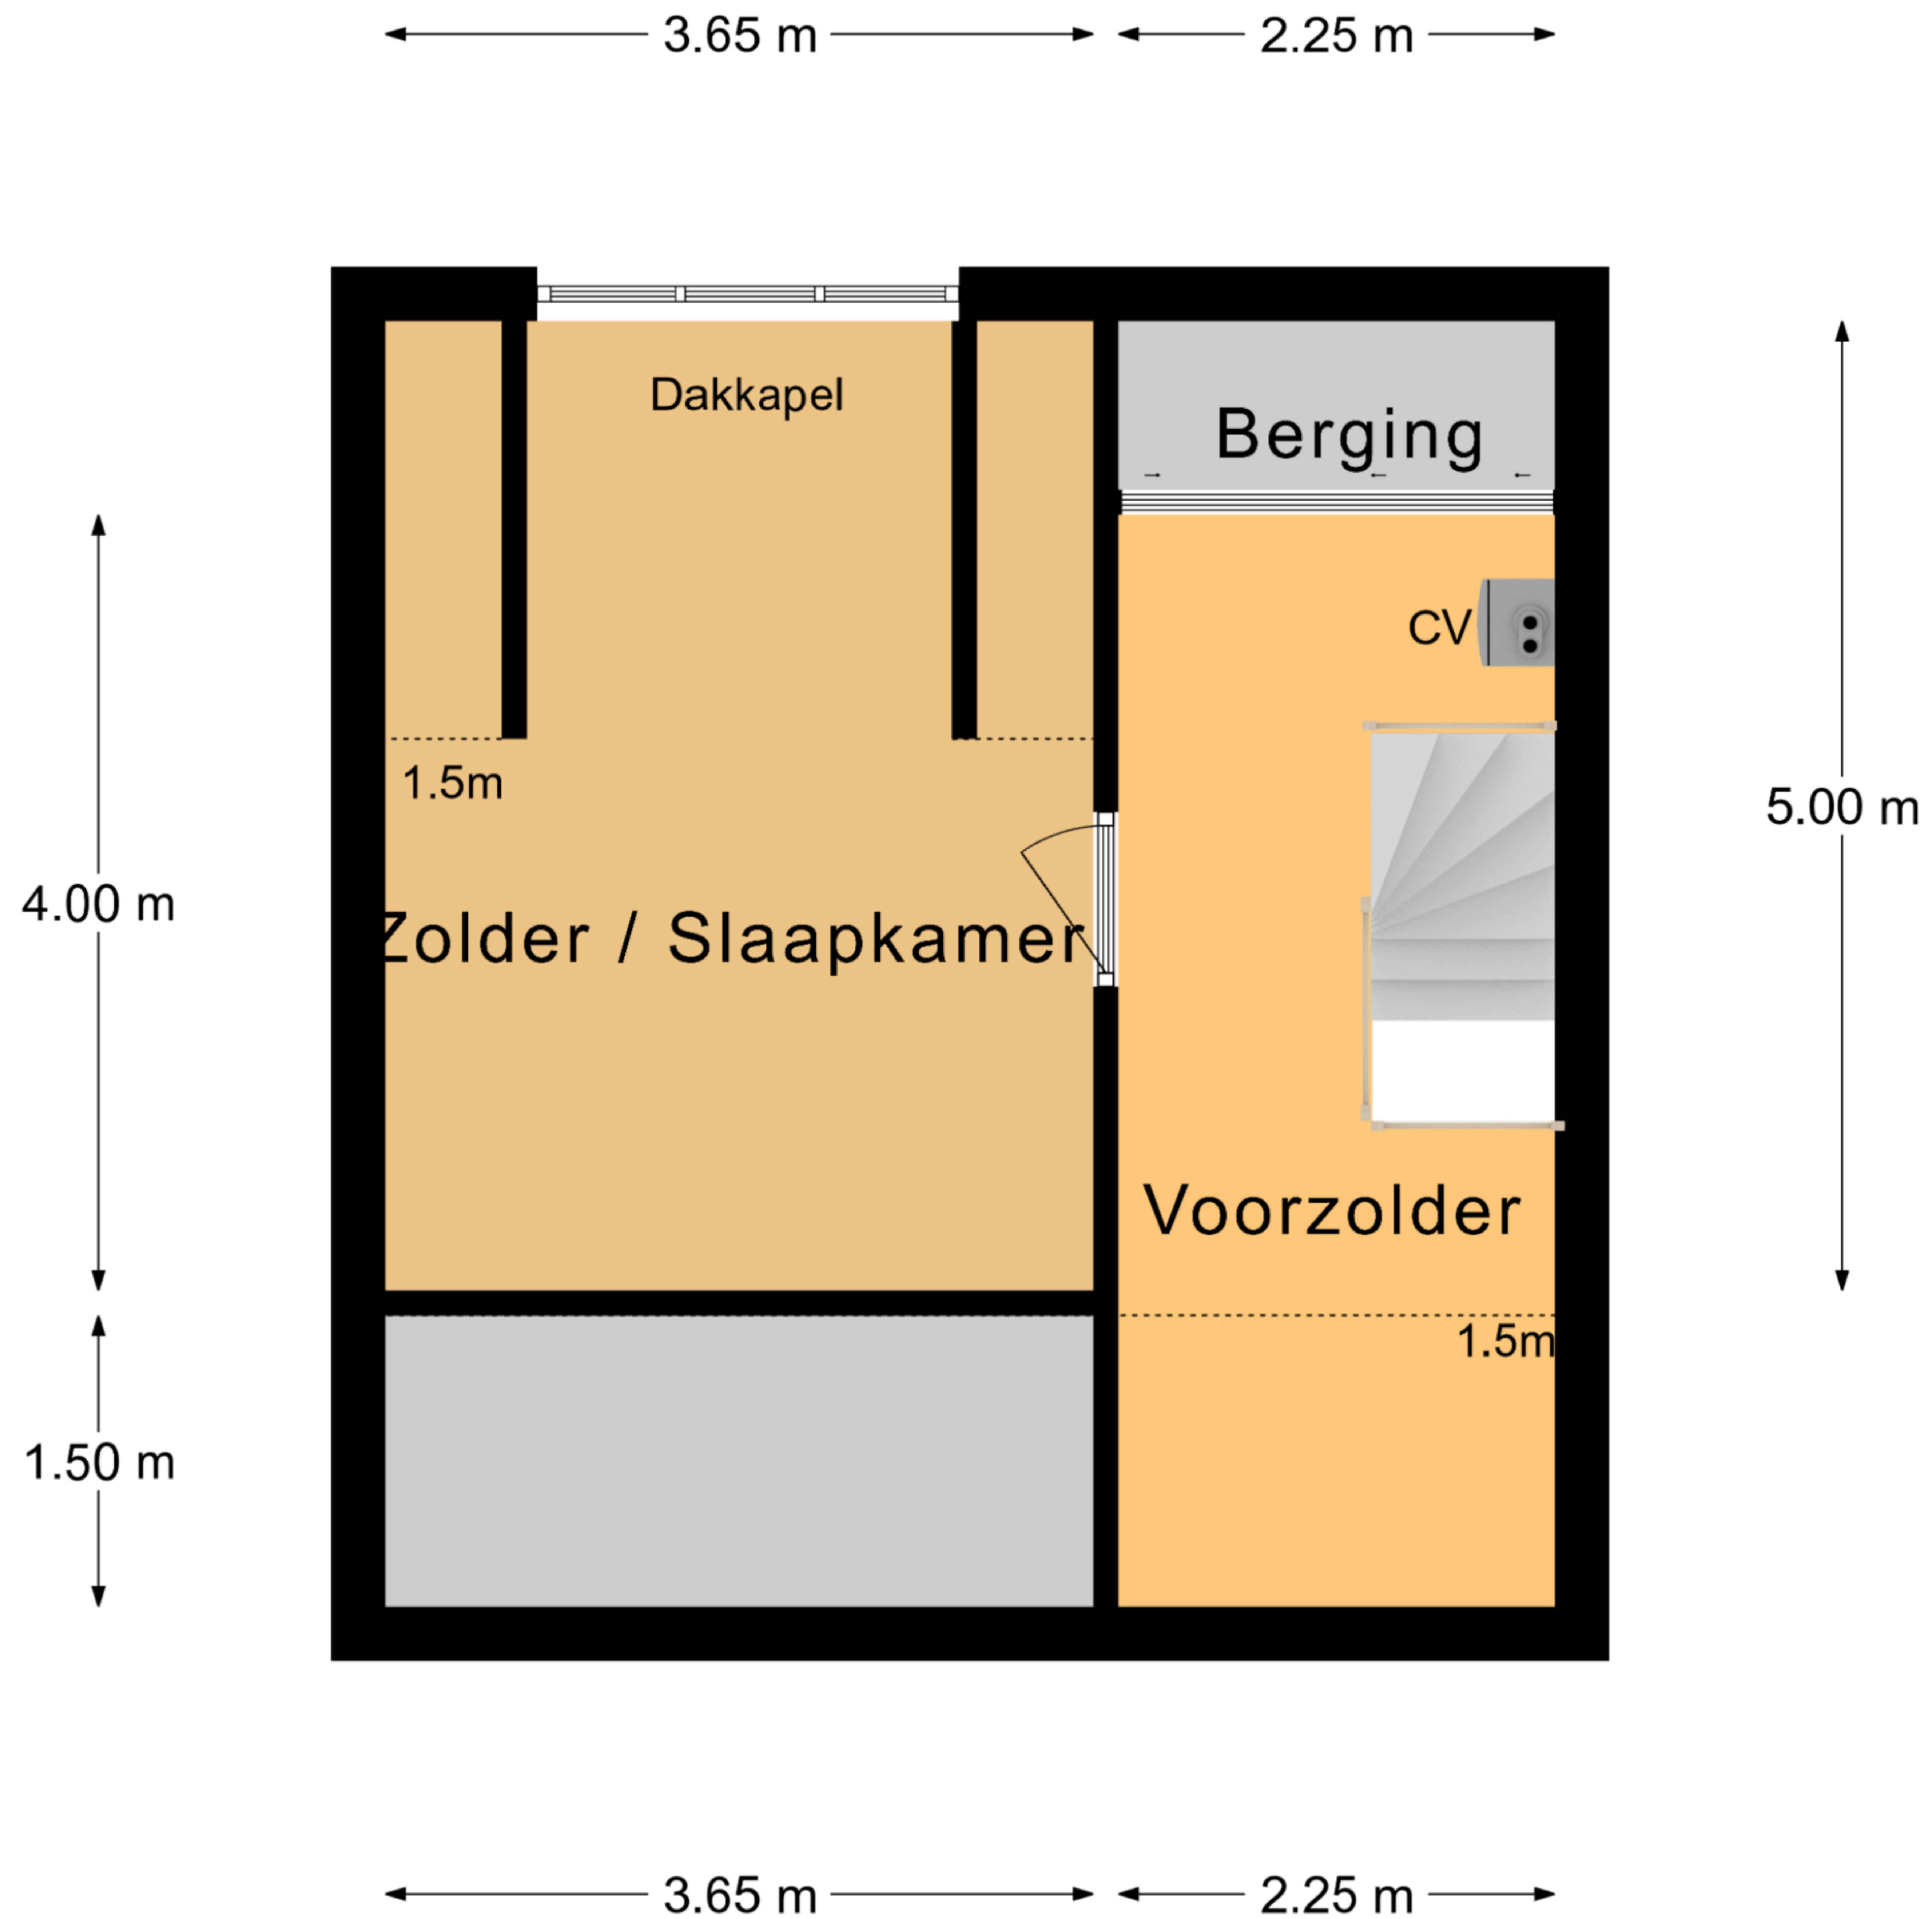 3.65 m
2.25 m
Dakkapel
Berging
CV
1.5m
5.00 m
4.00 m
Zolder / Slaapkamer
Voorzolder
1.5m
1.50 m
3.65 m
2.25 m